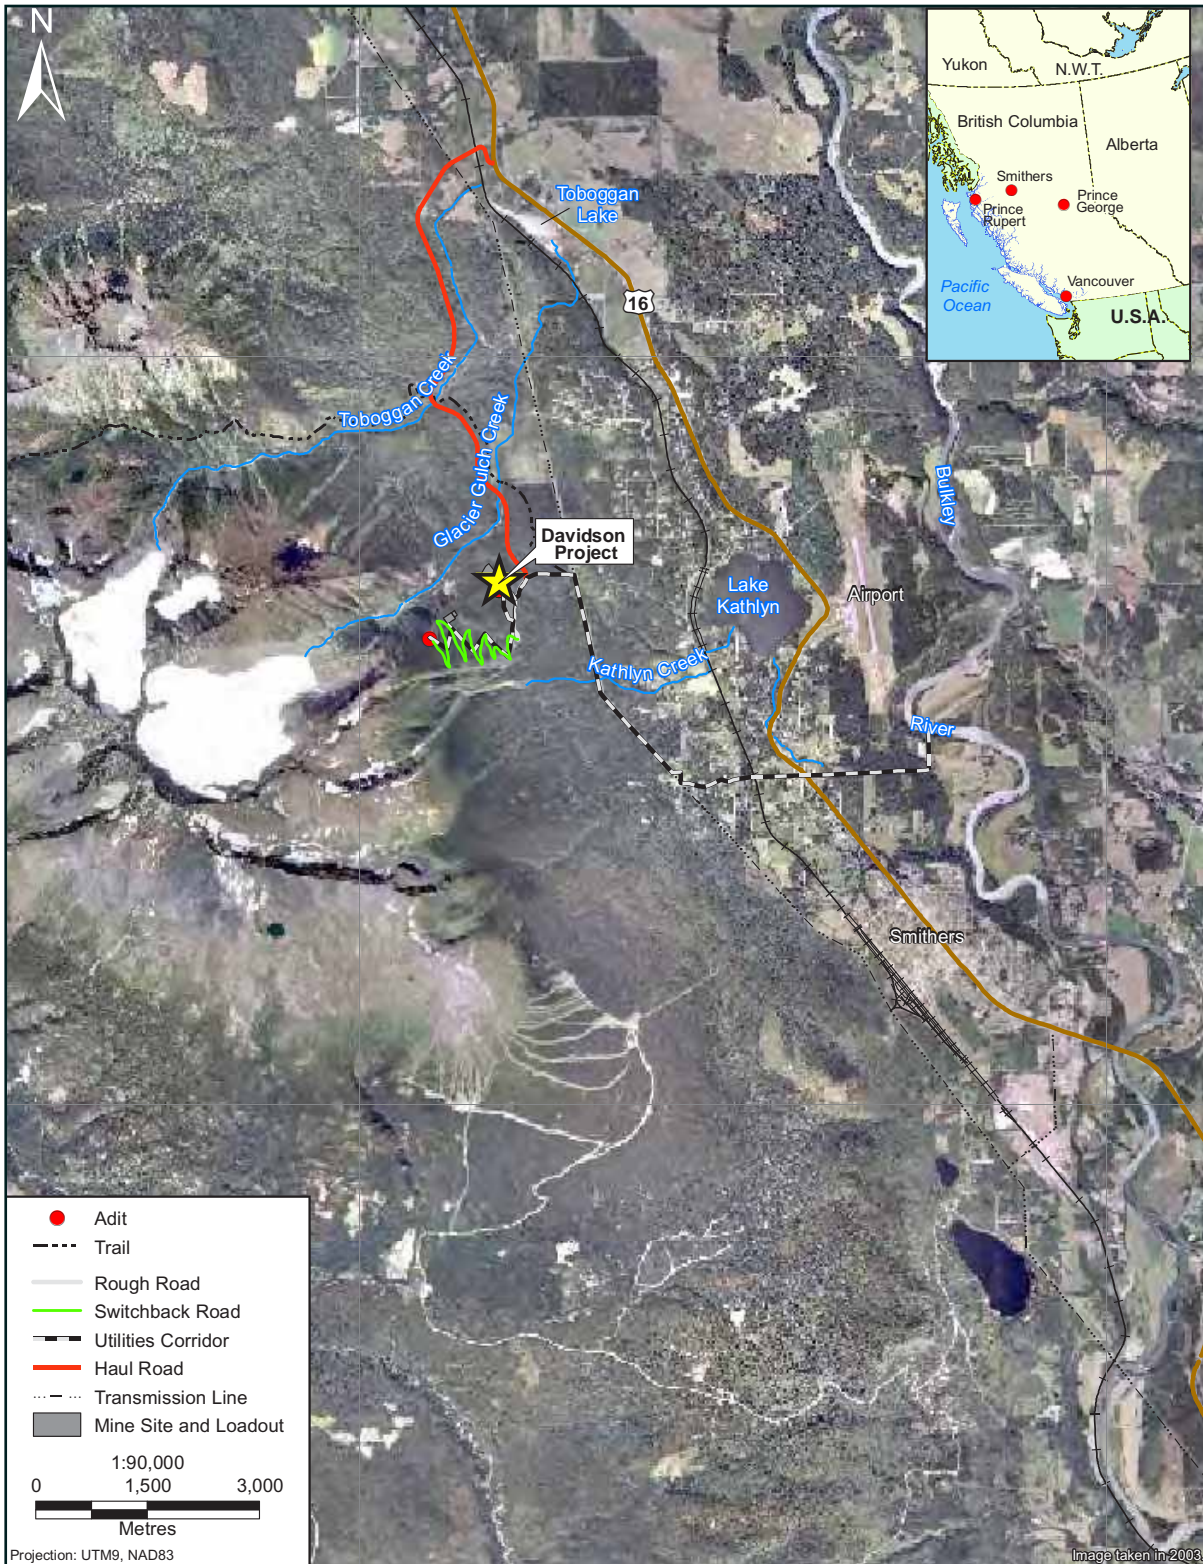 N
Yukon
N.W.T.
British Columbia
Alberta
Smithers
Prince
George
Prince
Rupert
Vancouver
Pacific
Ocean
U.S.A.
Toboggan
Lake
16
Toboggan Creek
Glacier Gulch Creek
Bulkley
Davidson
Project
Lake
Kathlyn
Airport
Kathlyn Creek
River
Smithers
Adit
Trail
Rough Road
Switchback Road
Utilities Corridor
Haul Road
Transmission Line
Mine Site and Loadout
1:90,000
0 1,500 3,000
Metres
Projection: UTM9, NAD83
Image taken in 2003